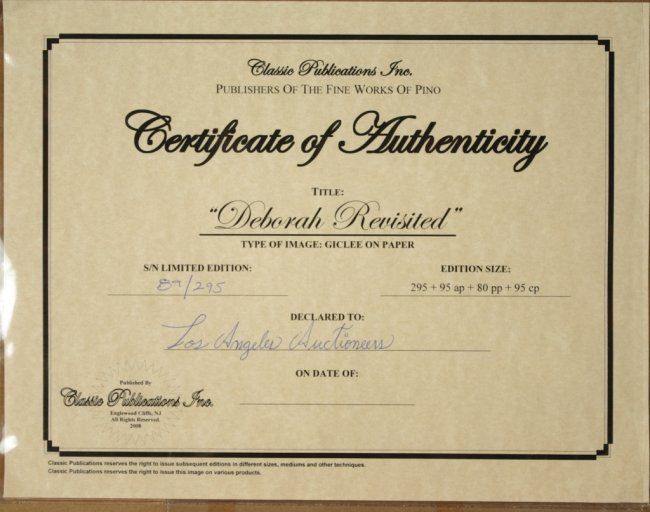 Classic Publications Inc.
PUBLISHERS OF THE FINE WORKS OF PINO
Certificate of Authenticity
TITLE:
"Deborah Revisited"
TYPE OF IMAGE: GICLEE ON PAPER
S/N LIMITED EDITION:
89/295
EDITION SIZE:
295 + 95 ap + 80 pp + 95 cp
DECLARED TO:
Los Angeles Auctioneers
ON DATE OF:
Published By
Classic Publications Inc.
Englewood Cliffs, NJ
All Rights Reserved.
2008
Classic Publications reserves the right to issue subsequent editions in different sizes, mediums and other techniques.
Classic Publications reserves the right to issue this image on various products.